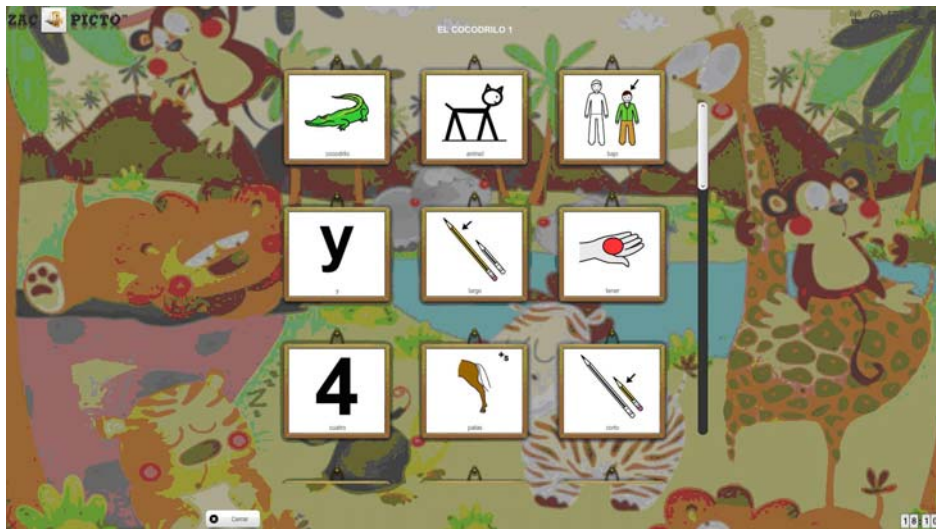 ZAC PICTO
EL COCODRILO 1
cocodrilo
animal
bajo
y
y
largo
tener
4
+s
cuatro
patas
corto
Cerrar